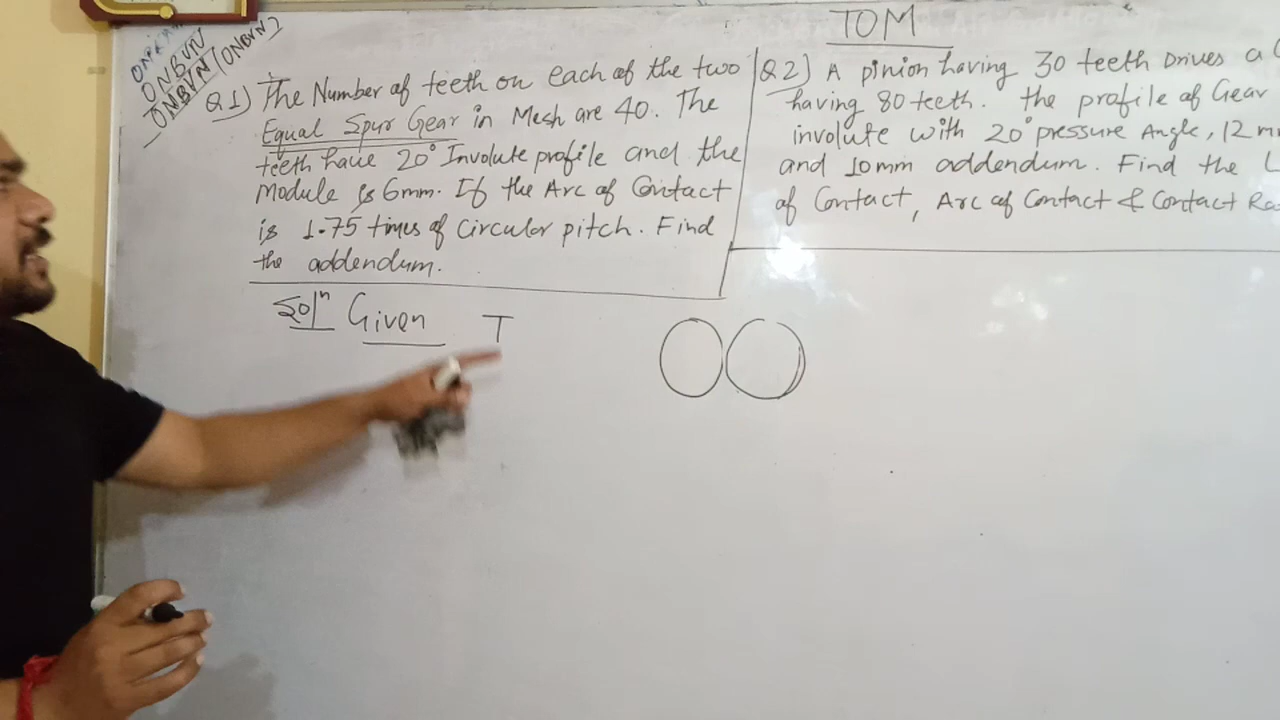 TOM
ONBVN
ONBVN (ONBVN)
Q1) The Number of teeth on each of the two
Equal Spur Gear in Mesh are 40. The
teeth have 20° Involute profile and the
Module is 6mm. If the Arc of Contact
is 1.75 times of Circular pitch. Find
the addendum.
Q2) A pinion having 30 teeth Drives a
having 80 teeth. the profile of Gear
involute with 20° pressure Angle, 12
and 10mm addendum. Find the
of Contact, Arc of Contact & Contact
Solⁿ Given T